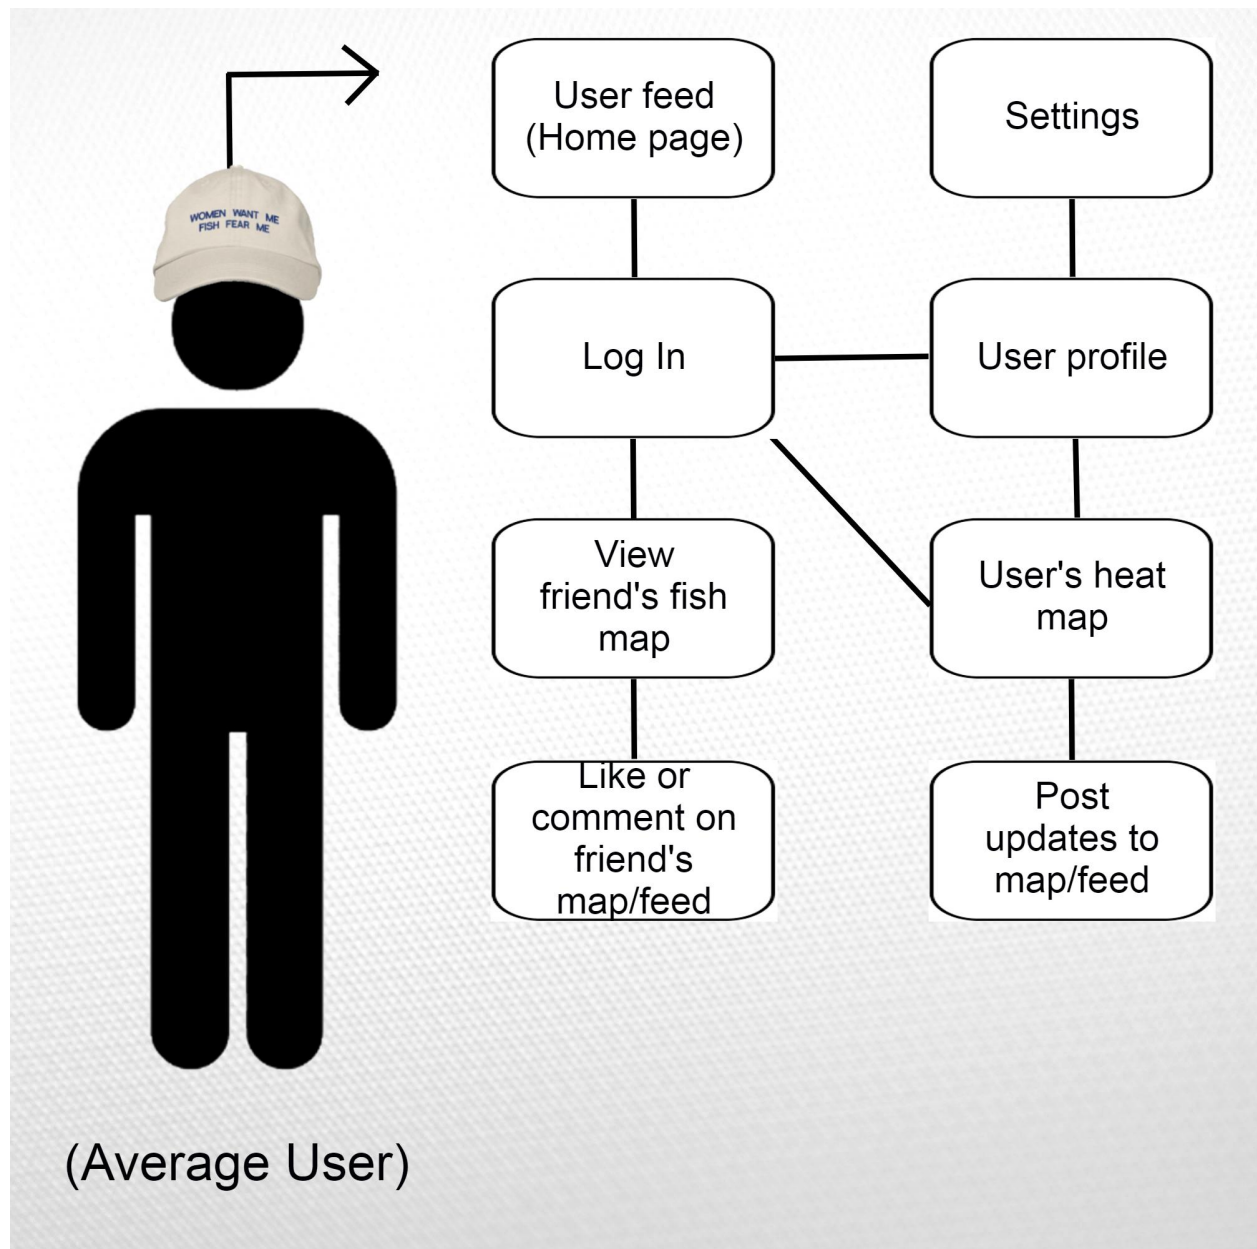 WOMEN WANT ME
FISH FEAR ME
User feed
(Home page)
Settings
Log In
User profile
View
friend's fish
map
User's heat
map
Like or
comment on
friend's
map/feed
Post
updates to
map/feed
(Average User)